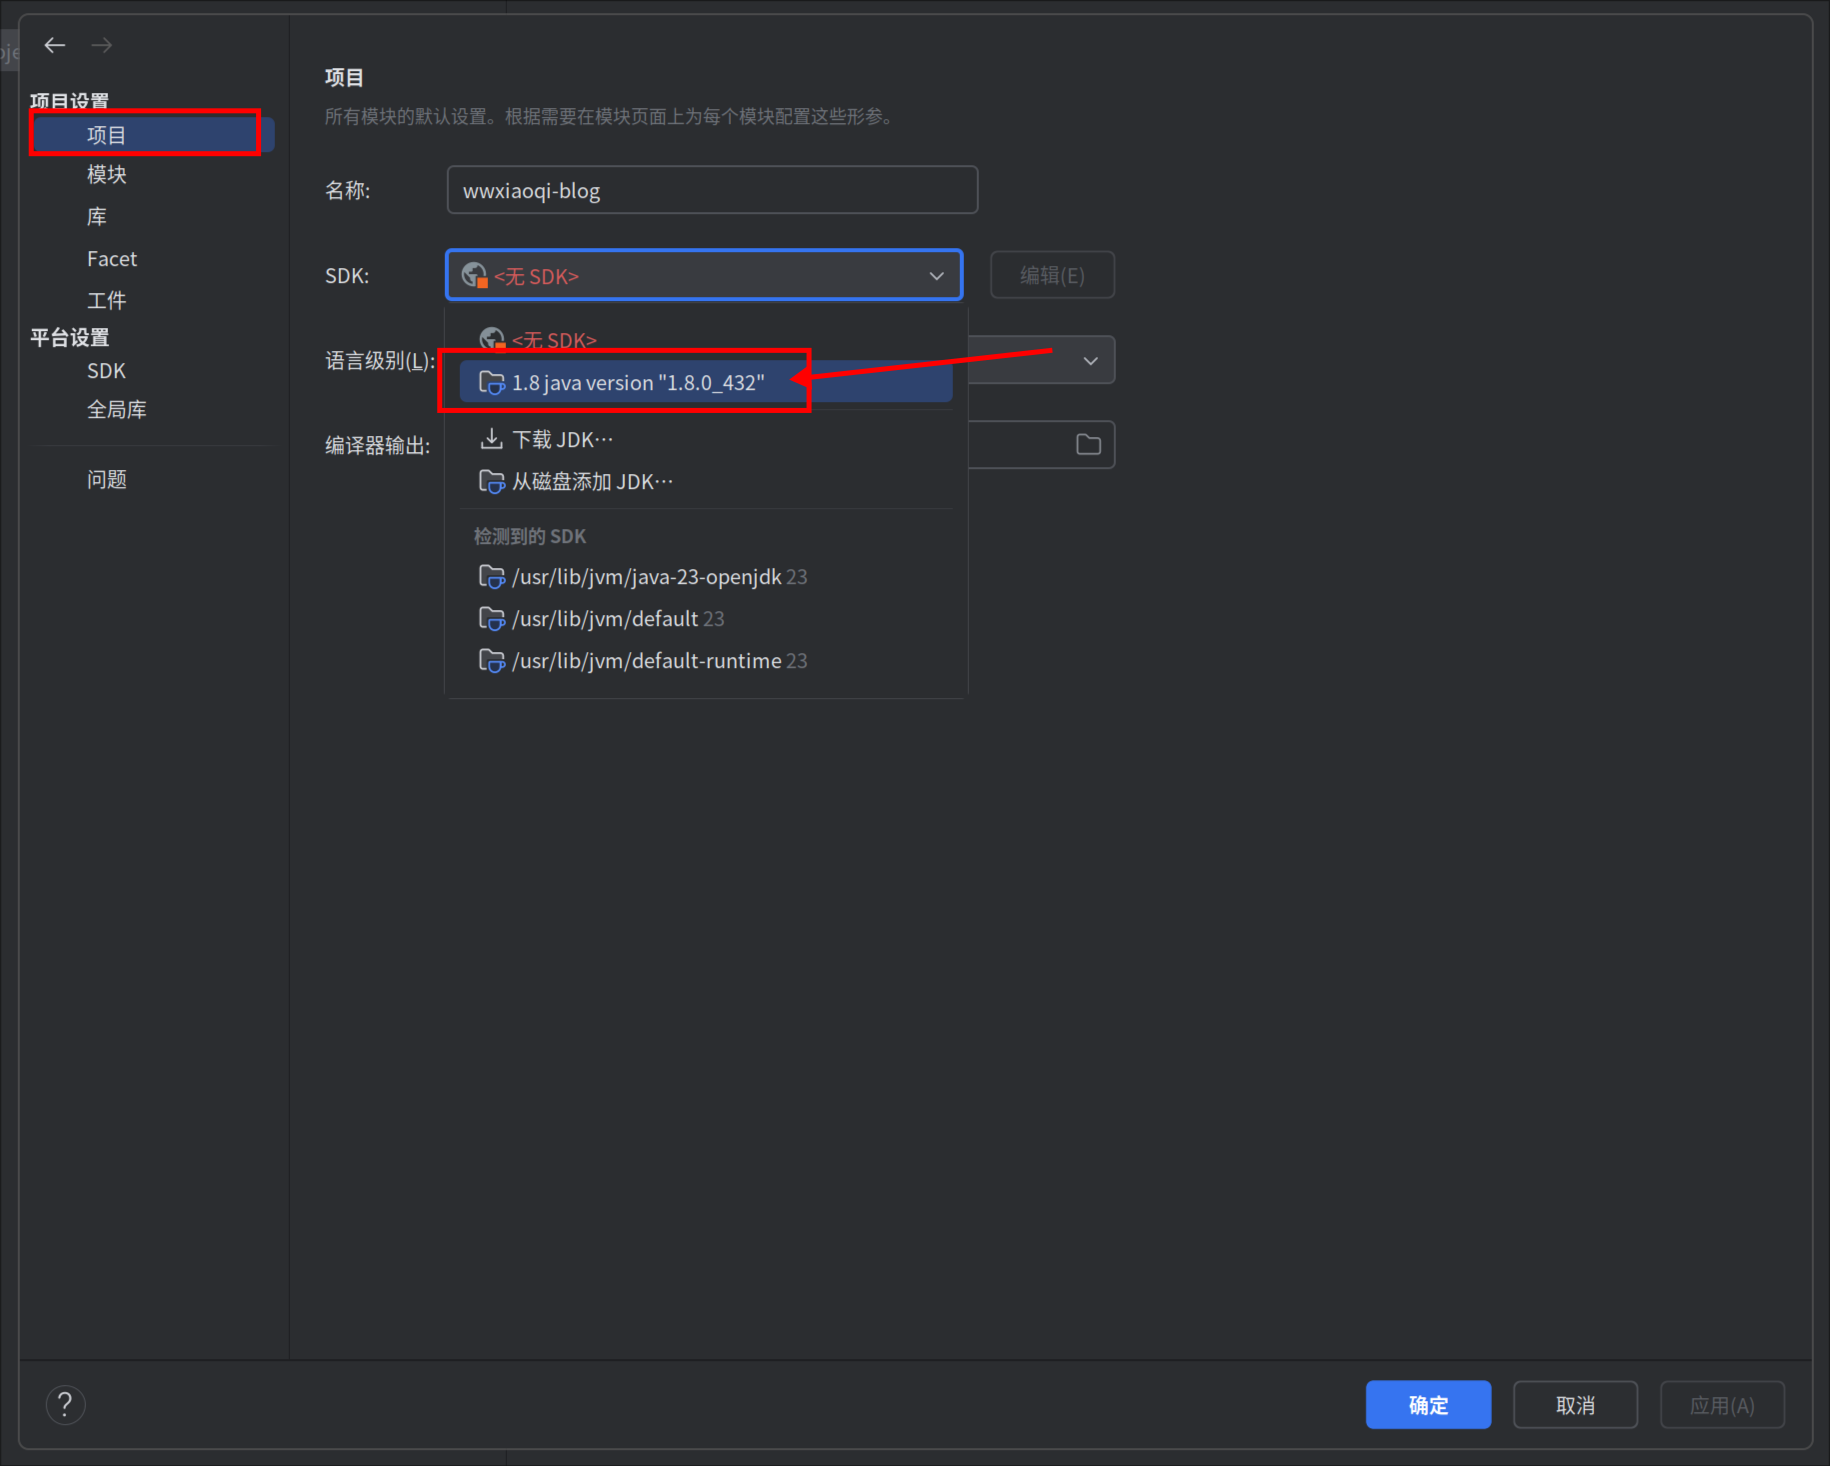 项目设置
项目
模块
库
Facet
工件
平台设置
SDK
全局库
问题
项目
所有模块的默认设置。根据需要在模块页面上为每个模块配置这些形参。
名称:
wwxiaoqi-blog
SDK:
<无 SDK>
编辑(E)
<无 SDK>
语言级别(L):
1.8 java version "1.8.0_432"
下载 JDK…
编译器输出:
从磁盘添加 JDK…
检测到的 SDK
/usr/lib/jvm/java-23-openjdk 23
/usr/lib/jvm/default 23
/usr/lib/jvm/default-runtime 23
?
确定
取消
应用(A)